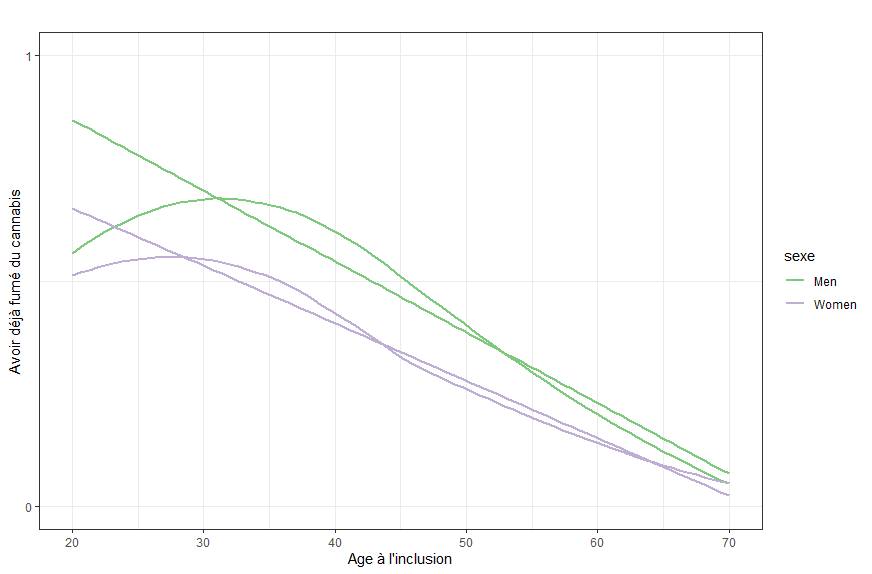 1
0
Avoir déjà fumé du cannabis
20 30 40 50 60 70
Age à l'inclusion
sexe
Men
Women